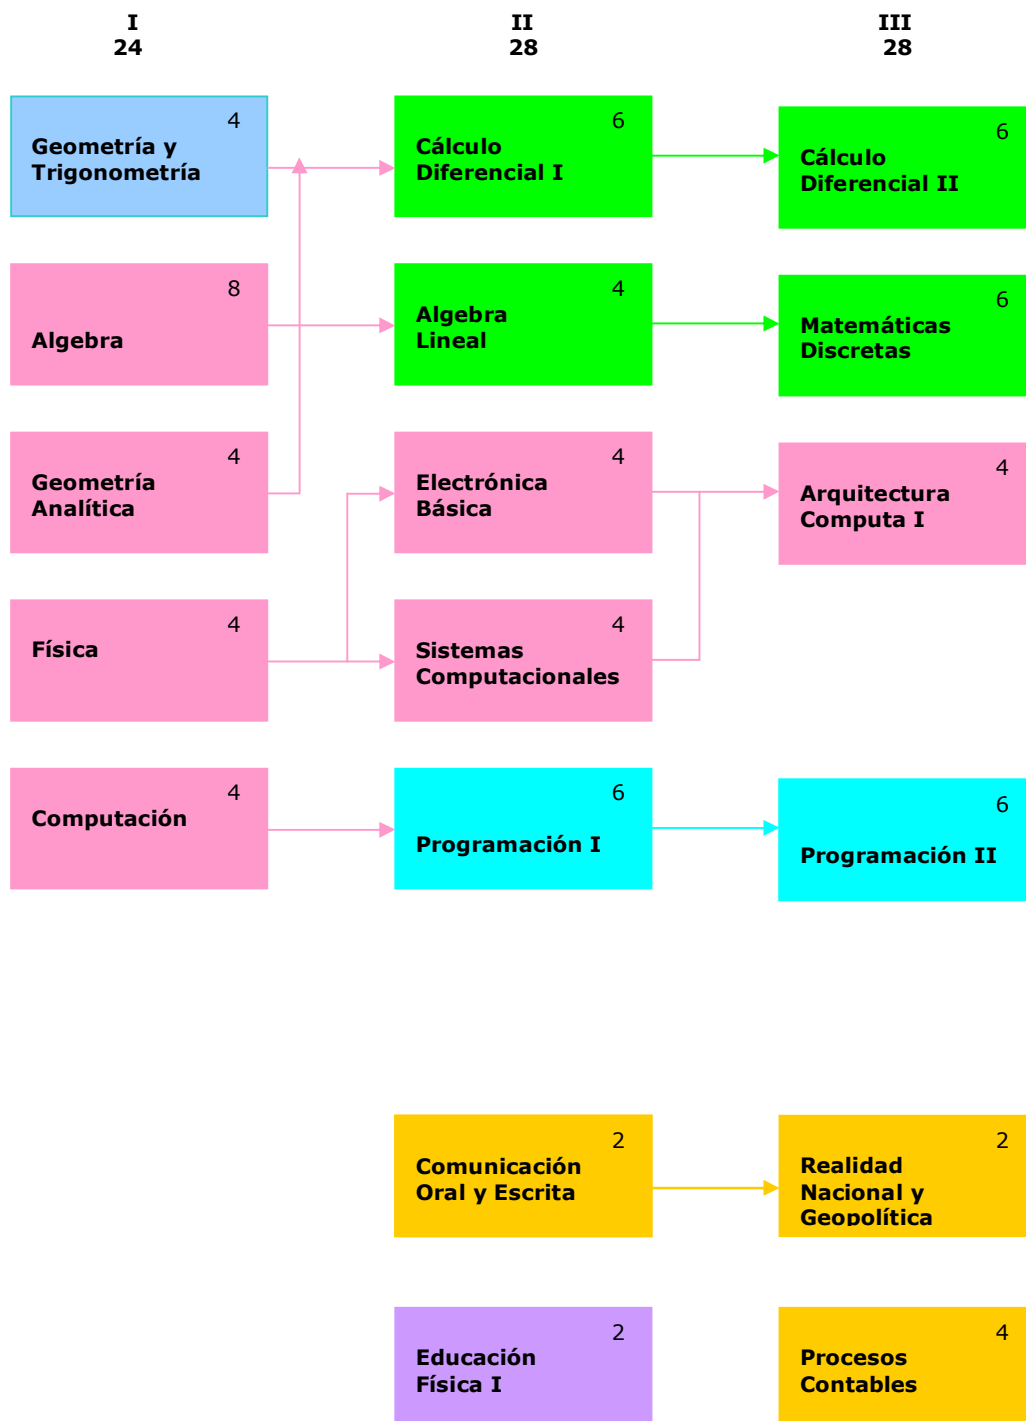 I
24
II
28
III
28
4
Geometría y
Trigonometría
6
Cálculo
Diferencial I
6
Cálculo
Diferencial II
8
Algebra
4
Algebra
Lineal
6
Matemáticas
Discretas
4
Geometría
Analítica
4
Electrónica
Básica
4
Arquitectura
Computa I
4
Física
4
Sistemas
Computacionales
4
Computación
6
Programación I
6
Programación II
2
Comunicación
Oral y Escrita
2
Realidad
Nacional y
Geopolítica
2
Educación
Física I
4
Procesos
Contables